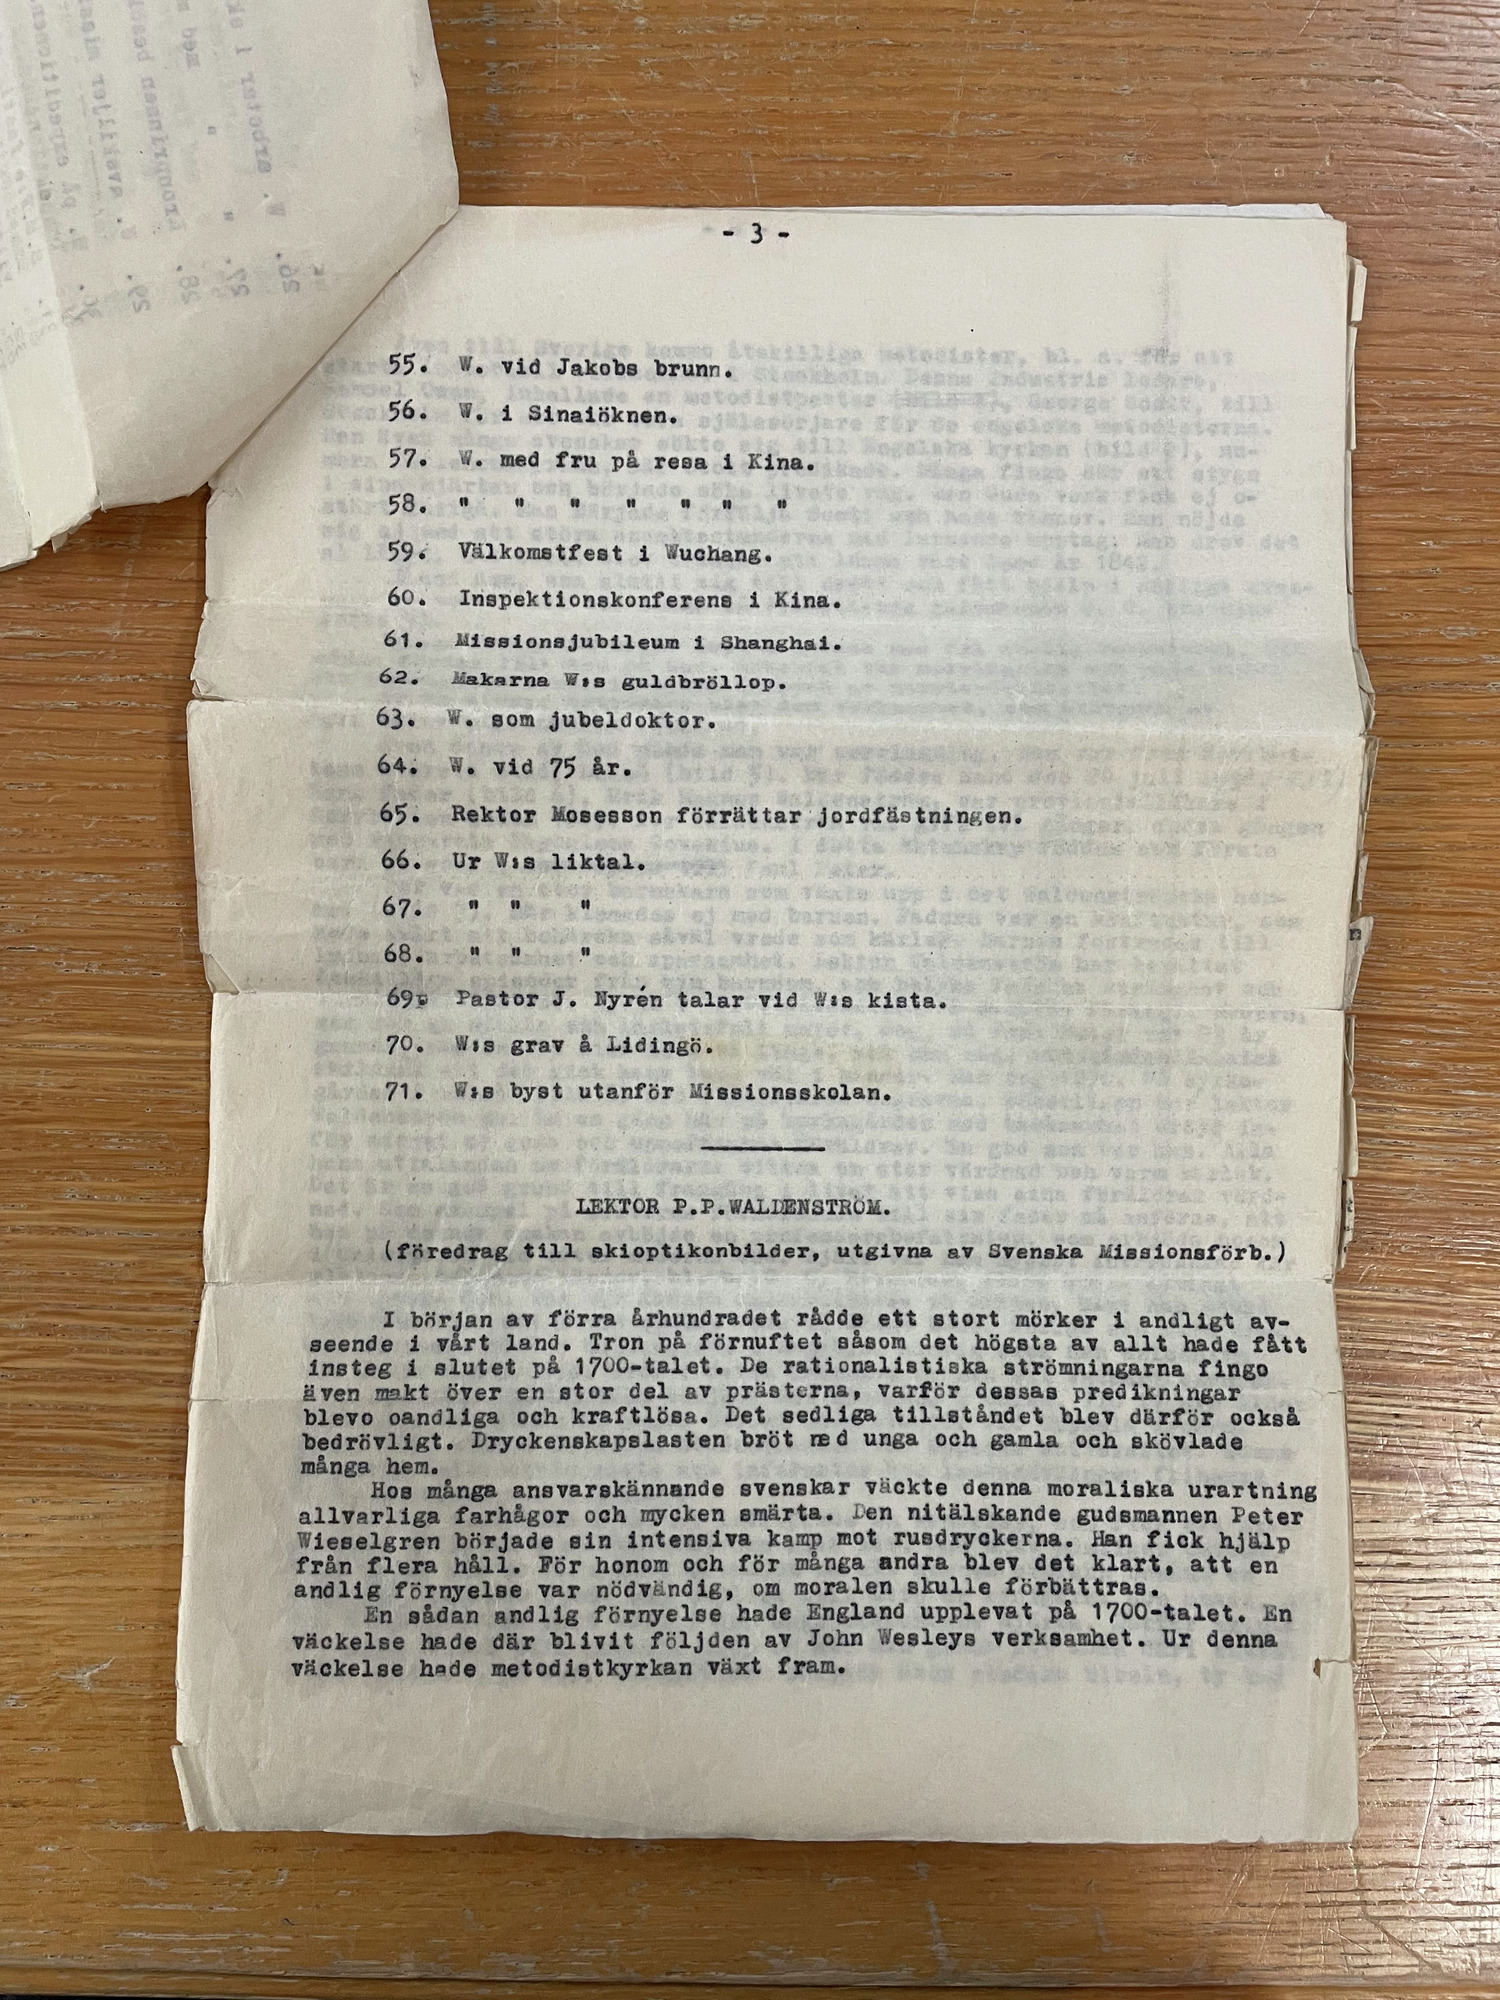 - 3 -
55. W. vid Jakobs brunn.
56. W. i Sinaiöknen.
57. W. med fru på resa i Kina.
58. " " " " " " "
59. Välkomstfest i Wuchang.
60. Inspektionskonferens i Kina.
61. Missionsjubileum i Shanghai.
62. Makarna W:s guldbröllop.
63. W. som jubeldoktor.
64. W. vid 75 år.
65. Rektor Mosesson förrättar jordfästningen.
66. Ur W:s liktal.
67. " " "
68. " " "
69. Pastor J. Nyrén talar vid W:s kista.
70. W:s grav å Lidingö.
71. W:s byst utanför Missionsskolan.
LEKTOR P.P.WALDENSTRÖM.
(föredrag till skioptikonbilder, utgivna av Svenska Missionsförb.)
I början av förra århundradet rådde ett stort mörker i andligt av-
seende i vårt land. Tron på förnuftet såsom det högsta av allt hade fått
insteg i slutet på 1700-talet. De rationalistiska strömningarna fingo
även makt över en stor del av prästerna, varför dessas predikningar
blevo oandliga och kraftlösa. Det sedliga tillståndet blev därför också
bedrövligt. Dryckenskapslasten bröt ned unga och gamla och skövlade
många hem.
Hos många ansvarskännande svenskar väckte denna moraliska urartning
allvarliga farhågor och mycken smärta. Den nitälskande gudsmannen Peter
Wieselgren började sin intensiva kamp mot rusdryckerna. Han fick hjälp
från flera håll. För honom och för många andra blev det klart, att en
andlig förnyelse var nödvändig, om moralen skulle förbättras.
En sådan andlig förnyelse hade England upplevat på 1700-talet. En
väckelse hade där blivit följden av John Wesleys verksamhet. Ur denna
väckelse hade metodistkyrkan växt fram.